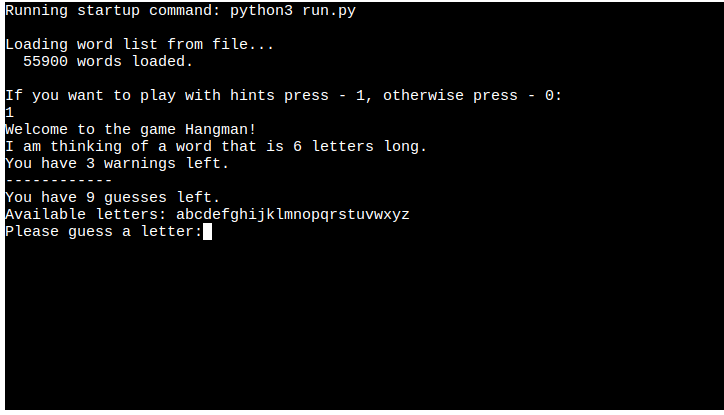 Running startup command: python3 run.py
Loading word list from file...
55900 words loaded.
If you want to play with hints press - 1, otherwise press - 0:
1
Welcome to the game Hangman!
I am thinking of a word that is 6 letters long.
You have 3 warnings left.
------------
You have 9 guesses left.
Available letters: abcdefghijklmnopqrstuvwxyz
Please guess a letter: